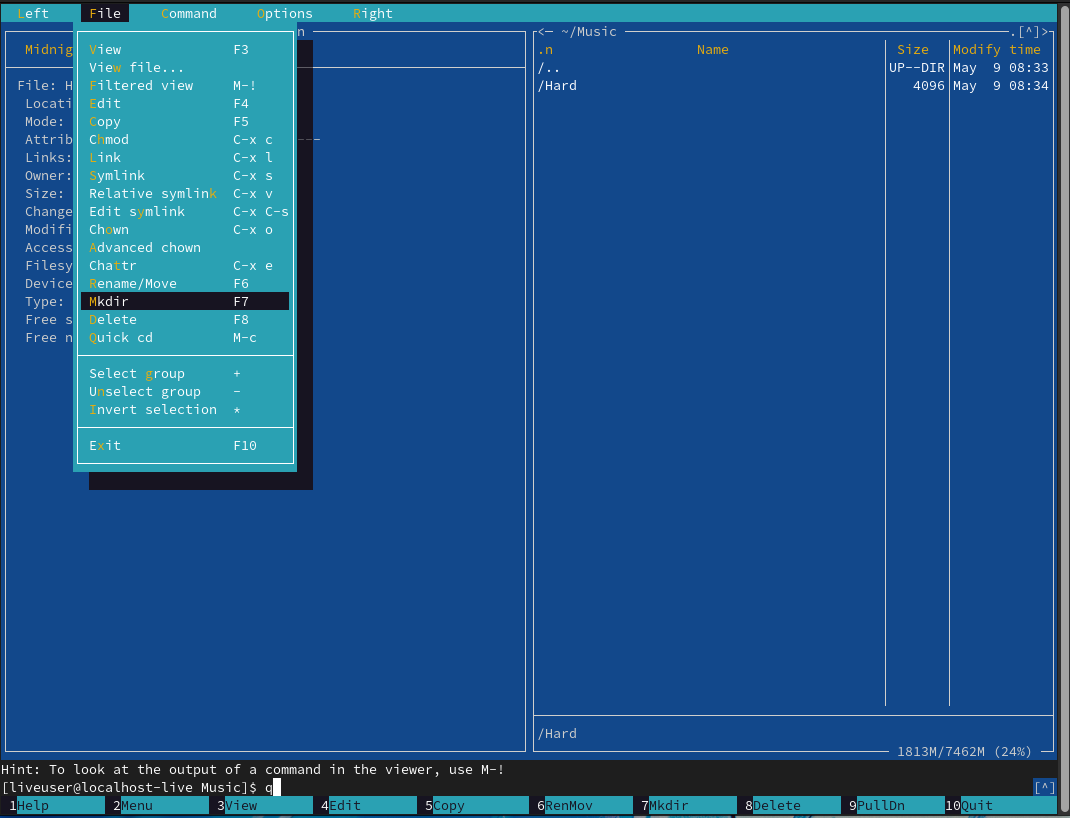 Left File Command Options Right
n <─ ~/Music .[^]>
Midnig .n Name Size Modify time
View F3
/.. UP--DIR May 9 08:33
View file...
File: H Filtered view M-! /Hard 4096 May 9 08:34
Locati Edit F4
Mode: Copy F5
Attrib Chmod C-x c
Links: Link C-x l
Owner: Symlink C-x s
Size: Relative symlink C-x v
Change Edit symlink C-x C-s
Modifi Chown C-x o
Access Advanced chown
Filesy Chattr C-x e
Device Rename/Move F6
Type: Mkdir F7
Free s Delete F8
Free n Quick cd M-c
Select group +
Unselect group -
Invert selection *
Exit F10
/Hard
1813M/7462M (24%)
Hint: To look at the output of a command in the viewer, use M-!
[liveuser@localhost-live Music]$ q [^]
1Help 2Menu 3View 4Edit 5Copy 6RenMov 7Mkdir 8Delete 9PullDn 10Quit